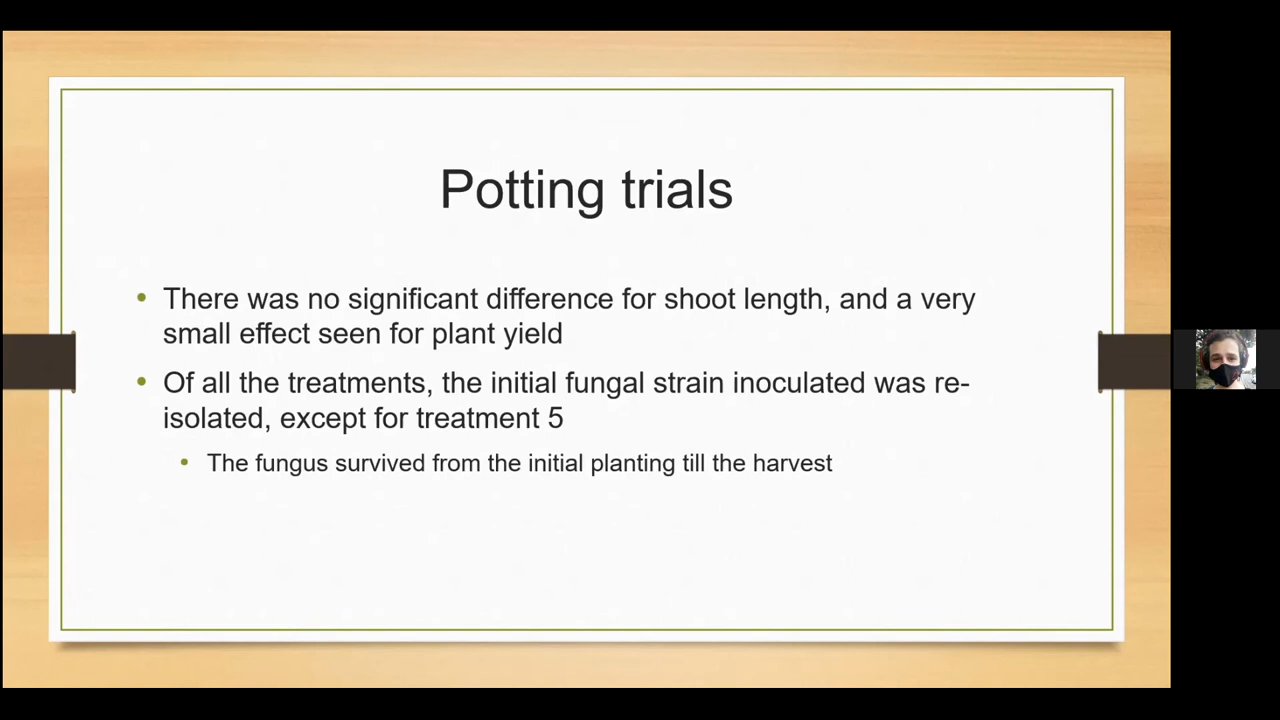 Potting trials
• There was no significant difference for shoot length, and a very
small effect seen for plant yield
• Of all the treatments, the initial fungal strain inoculated was re-
isolated, except for treatment 5
• The fungus survived from the initial planting till the harvest